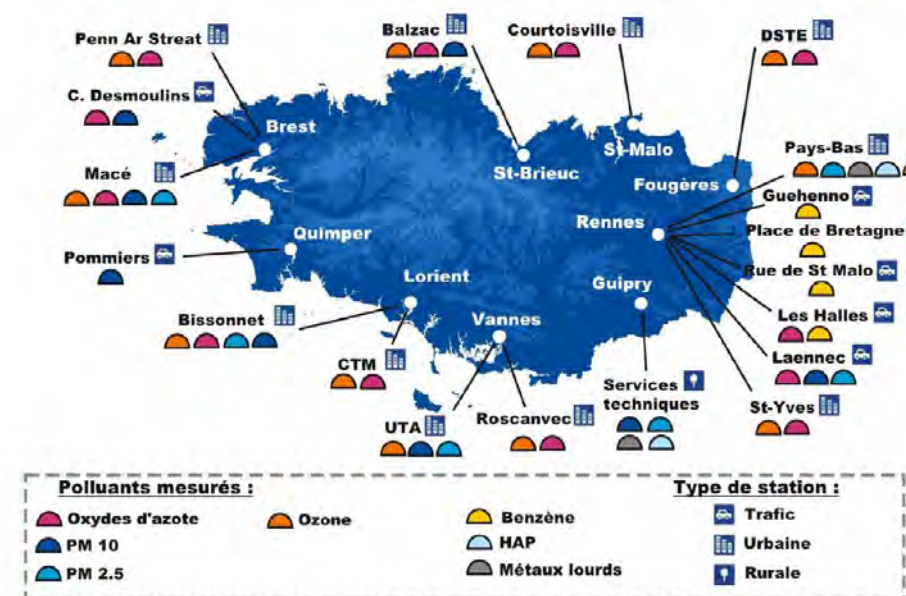 Penn Ar Streat
Balzac
Courtoisville
DSTE
C. Desmoulins
Brest
St-Malo
Pays-Bas
Macé
St-Brieuc
Fougères
Guehenno
Rennes
Place de Bretagne
Quimper
Pommiers
Rue de St Malo
Lorient
Guipry
Les Halles
Bissonnet
Vannes
Laennec
CTM
Services
techniques
St-Yves
UTA
Roscanvec
Polluants mesurés :
Type de station :
Oxydes d'azote
Ozone
Benzène
Trafic
PM 10
HAP
Urbaine
PM 2.5
Métaux lourds
Rurale